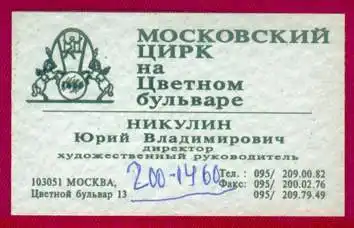 МОСКОВСКИЙ
ЦИРК
на
Цветном
бульваре
НИКУЛИН
Юрий Владимирович
директор
художественный руководитель
200-1460
103051 МОСКВА,
Цветной бульвар 13
Тел. : 095/ 209.00.82
Факс: 095/ 200.02.76
095/ 209.79.49